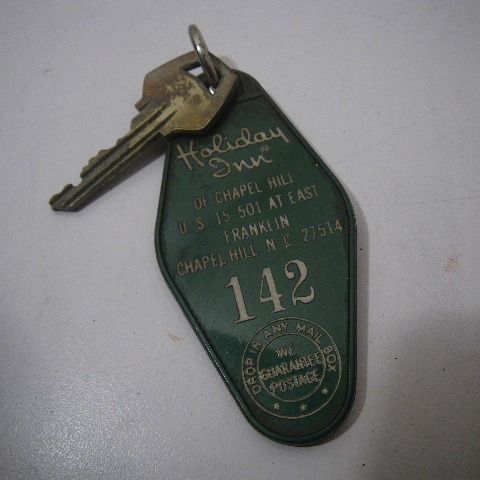 Holiday
Inn®
OF CHAPEL HILL
U. S. 15 501 AT EAST
FRANKLIN
CHAPEL HILL N. C. 27514
142
DROP IN ANY MAIL BOX
WE
GUARANTEE
POSTAGE